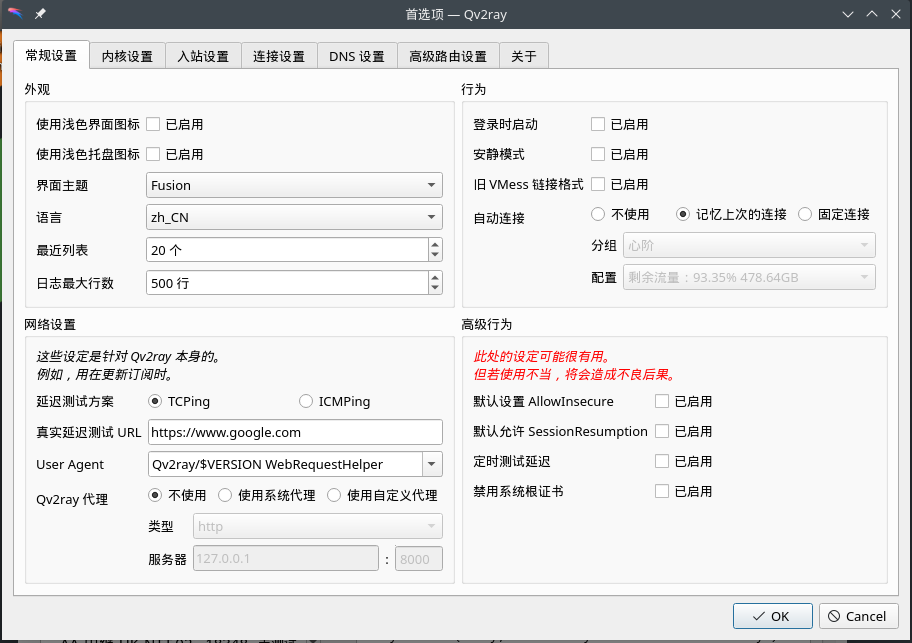 首选项 — Qv2ray
常规设置 内核设置 入站设置 连接设置 DNS 设置 高级路由设置 关于
外观
使用浅色界面图标 已启用
使用浅色托盘图标 已启用
界面主题 Fusion
语言 zh_CN
最近列表 20 个
日志最大行数 500 行
行为
登录时启动 已启用
安静模式 已启用
旧 VMess 链接格式 已启用
自动连接 不使用 记忆上次的连接 固定连接
分组 心阶
配置 剩余流量：93.35% 478.64GB
网络设置
这些设定是针对 Qv2ray 本身的。
例如，用在更新订阅时。
延迟测试方案 TCPing ICMPing
真实延迟测试 URL https://www.google.com
User Agent Qv2ray/$VERSION WebRequestHelper
Qv2ray 代理 不使用 使用系统代理 使用自定义代理
类型 http
服务器 127.0.0.1 : 8000
高级行为
此处的设定可能很有用。
但若使用不当，将会造成不良后果。
默认设置 AllowInsecure 已启用
默认允许 SessionResumption 已启用
定时测试延迟 已启用
禁用系统根证书 已启用
OK Cancel